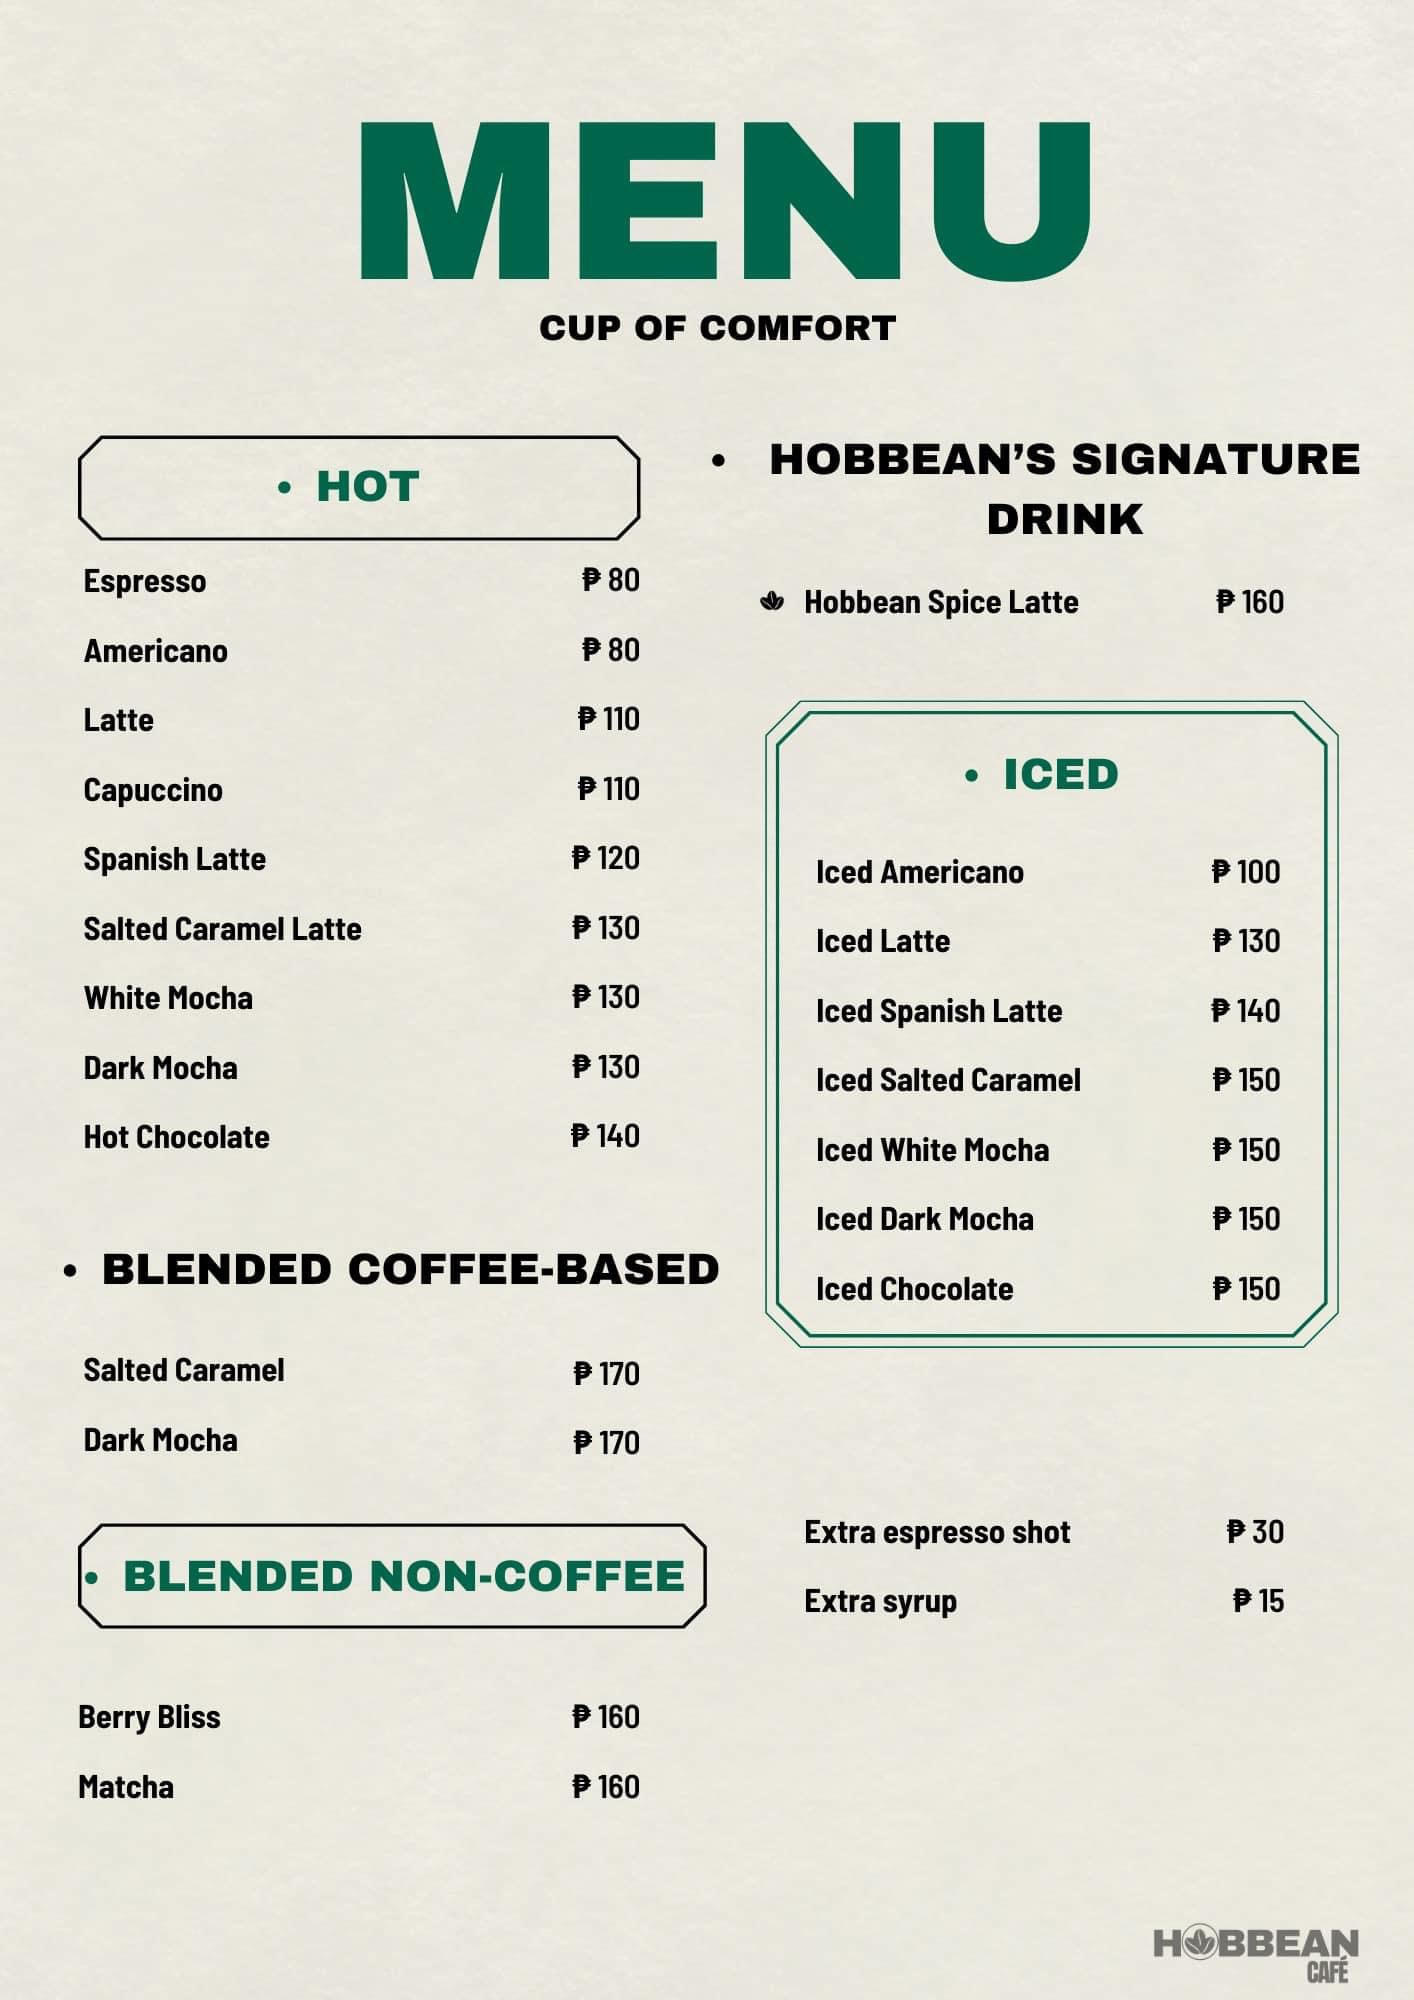 MENU
CUP OF COMFORT
• HOT
Espresso ₱ 80
Americano ₱ 80
Latte ₱ 110
Capuccino ₱ 110
Spanish Latte ₱ 120
Salted Caramel Latte ₱ 130
White Mocha ₱ 130
Dark Mocha ₱ 130
Hot Chocolate ₱ 140
• BLENDED COFFEE-BASED
Salted Caramel ₱ 170
Dark Mocha ₱ 170
• BLENDED NON-COFFEE
Berry Bliss ₱ 160
Matcha ₱ 160
• HOBBEAN’S SIGNATURE
DRINK
Hobbean Spice Latte ₱ 160
• ICED
Iced Americano ₱ 100
Iced Latte ₱ 130
Iced Spanish Latte ₱ 140
Iced Salted Caramel ₱ 150
Iced White Mocha ₱ 150
Iced Dark Mocha ₱ 150
Iced Chocolate ₱ 150
Extra espresso shot ₱ 30
Extra syrup ₱ 15
HOBBEAN
CAFÉ